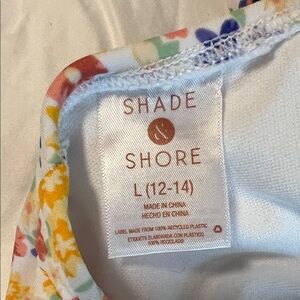 SHADE
&
SHORE
L (12-14)
MADE IN CHINA
HECHO EN CHINA
LABEL MADE FROM 100% RECYCLED PLASTIC
ETIQUETA ELABORADA CON PLÁSTICO
100% RECICLADO